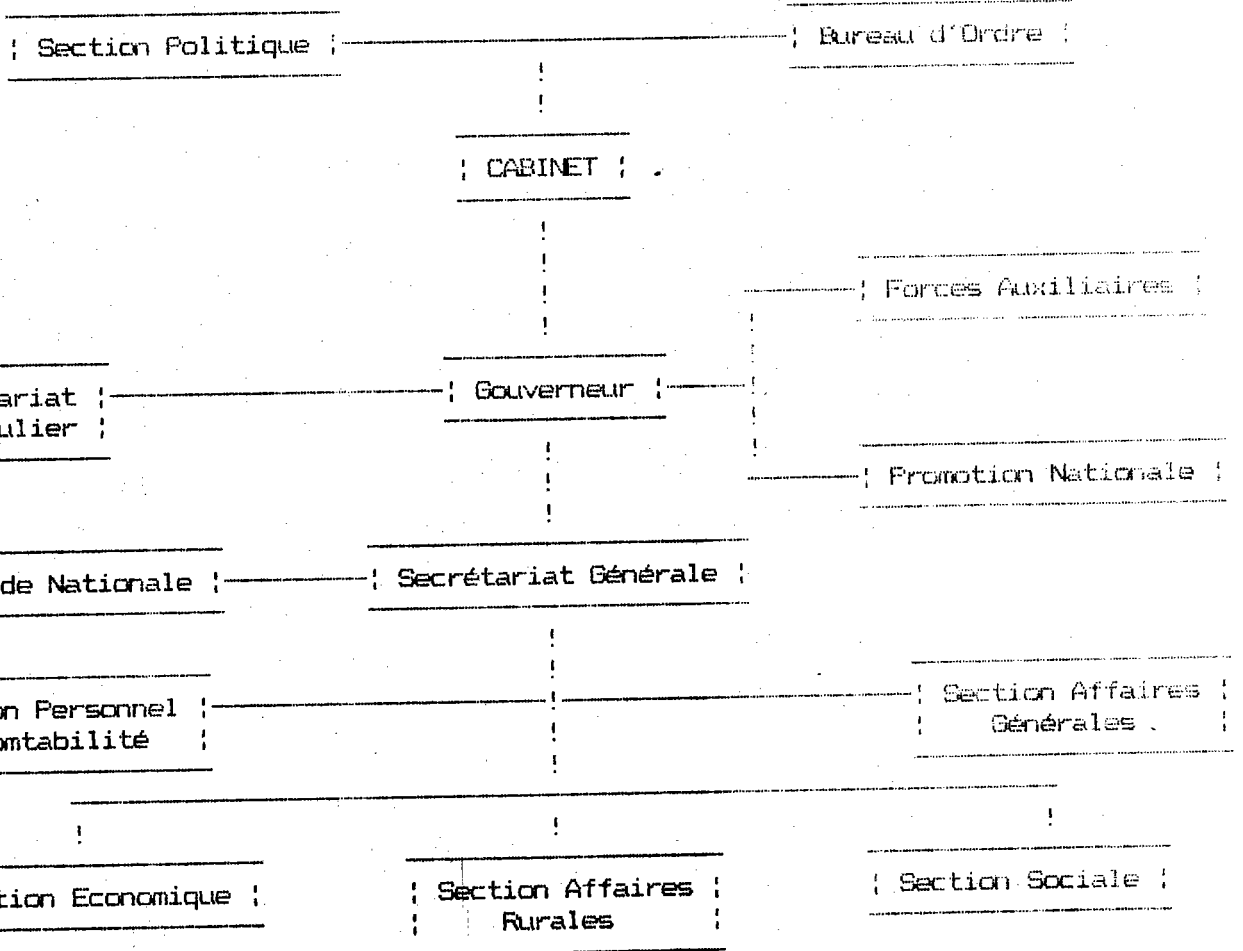 Section Politique
Bureau d'Ordre
CABINET
Forces Auxiliaires
ariat
ulier
Gouverneur
Promotion Nationale
de Nationale
Secrétariat Générale
on Personnel
omtabilité
Section Affaires
Générales.
tion Economique
Section Affaires
Rurales
Section Sociale